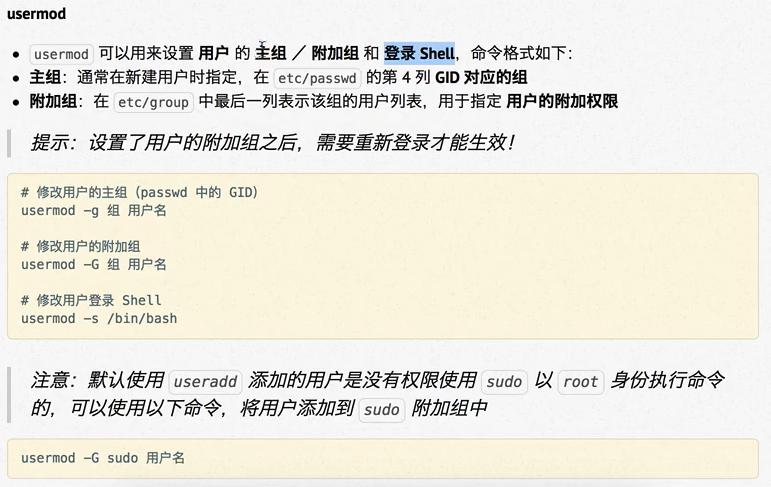 usermod
• usermod 可以用来设置 用户 的 主组 ／ 附加组 和 登录 Shell，命令格式如下：
• 主组：通常在新建用户时指定，在 etc/passwd 的第 4 列 GID 对应的组
• 附加组：在 etc/group 中最后一列表示该组的用户列表，用于指定 用户的附加权限
提示：设置了用户的附加组之后，需要重新登录才能生效！
# 修改用户的主组（passwd 中的 GID）
usermod -g 组 用户名
# 修改用户的附加组
usermod -G 组 用户名
# 修改用户登录 Shell
usermod -s /bin/bash
注意：默认使用 useradd 添加的用户是没有权限使用 sudo 以 root 身份执行命令
的，可以使用以下命令，将用户添加到 sudo 附加组中
usermod -G sudo 用户名